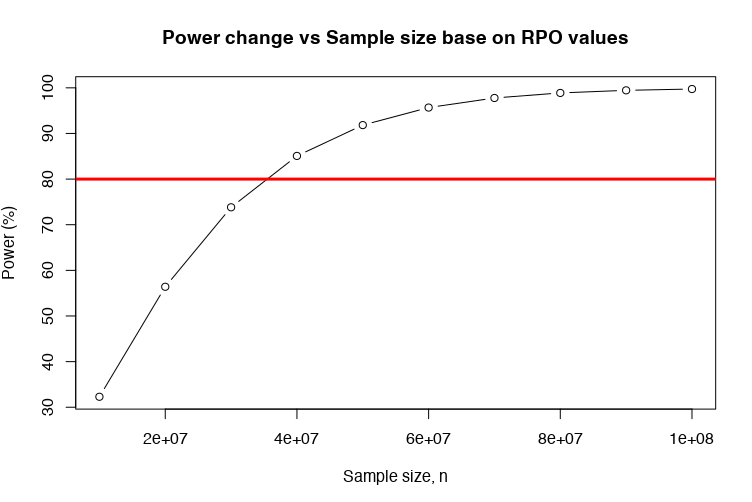 Power change vs Sample size base on RPO values
100
90
80
70
60
50
40
30
Power (%)
2e+07 4e+07 6e+07 8e+07 1e+08
Sample size, n